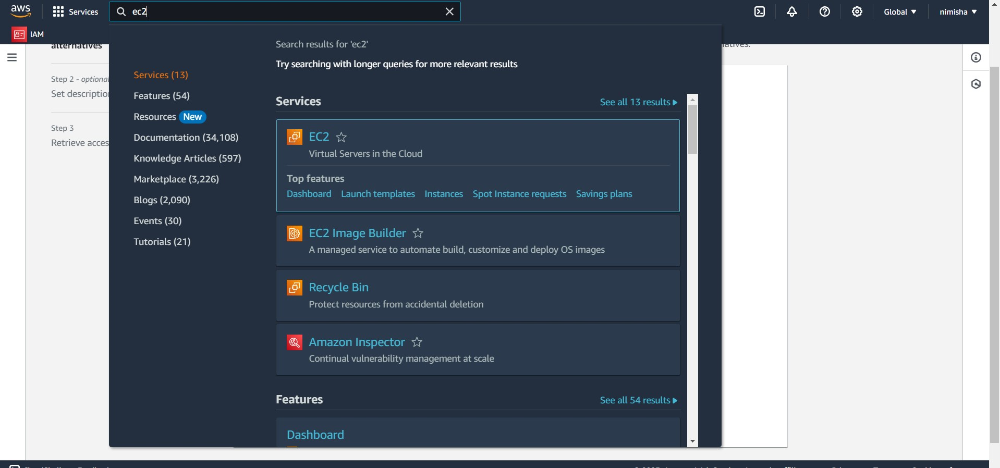 aws
Services
ec2
Global
nimisha
IAM
alternatives
Step 2 - optional
Set description
Step 3
Retrieve acces
Services (13)
Features (54)
Resources New
Documentation (34,108)
Knowledge Articles (597)
Marketplace (3,226)
Blogs (2,090)
Events (30)
Tutorials (21)
Search results for 'ec2'
Try searching with longer queries for more relevant results
Services
See all 13 results
EC2
Virtual Servers in the Cloud
Top features
Dashboard Launch templates Instances Spot Instance requests Savings plans
EC2 Image Builder
A managed service to automate build, customize and deploy OS images
Recycle Bin
Protect resources from accidental deletion
Amazon Inspector
Continual vulnerability management at scale
Features
See all 54 results
Dashboard